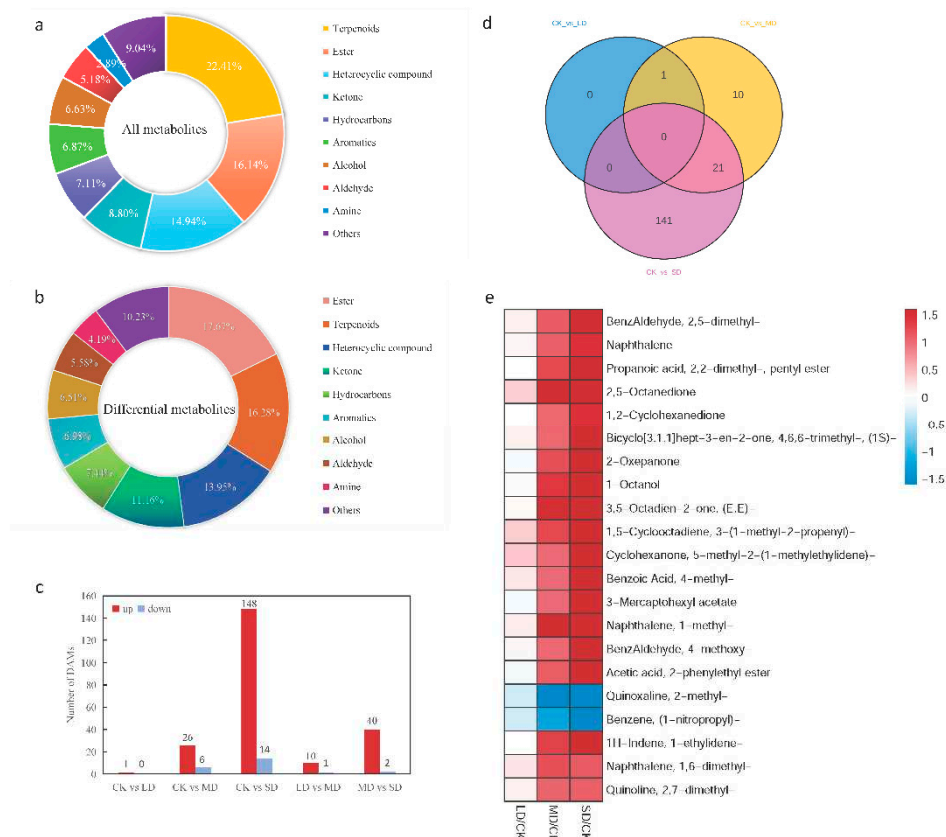 a
Terpenoids
Ester
Heterocyclic compound
Ketone
Hydrocarbons
Aromatics
Alcohol
Aldehyde
Amine
Others
All metabolites
22.41%
16.14%
14.94%
8.80%
7.11%
6.87%
6.63%
5.18%
2.89%
9.04%
b
Ester
Terpenoids
Heterocyclic compound
Ketone
Hydrocarbons
Aromatics
Alcohol
Aldehyde
Amine
Others
Differential metabolites
17.67%
16.28%
13.95%
11.16%
7.44%
6.98%
6.51%
5.58%
4.19%
10.23%
c
up down
Number of DAMs
160
140
120
100
80
60
40
20
0
1 0
26 6
148 14
10 1
40 2
CK vs LD CK vs MD CK vs SD LD vs MD MD vs SD
d
CK_vs_LD
CK_vs_MD
CK_vs_SD
0
1
10
0
0
21
141
e
BenzAldehyde, 2,5-dimethyl-
Naphthalene
Propanoic acid, 2,2-dimethyl-, pentyl ester
2,5-Octanedione
1,2-Cyclohexanedione
Bicyclo[3.1.1]hept-3-en-2-one, 4,6,6-trimethyl-, (1S)-
2-Oxepanone
1-Octanol
3,5-Octadien-2-one, (E,E)-
1,5-Cyclooctadiene, 3-(1-methyl-2-propenyl)-
Cyclohexanone, 5-methyl-2-(1-methylethylidene)-
Benzoic Acid, 4-methyl-
3-Mercaptohexyl acetate
Naphthalene, 1-methyl-
BenzAldehyde, 4-methoxy
Acetic acid, 2-phenylethyl ester
Quinoxaline, 2-methyl-
Benzene, (1-nitropropyl)-
1H-Indene, 1-ethylidene-
Naphthalene, 1,6-dimethyl-
Quinoline, 2,7-dimethyl-
LD/CK
MD/CK
SD/CK
1.5
1
0.5
0
0.5
-1
-1.5